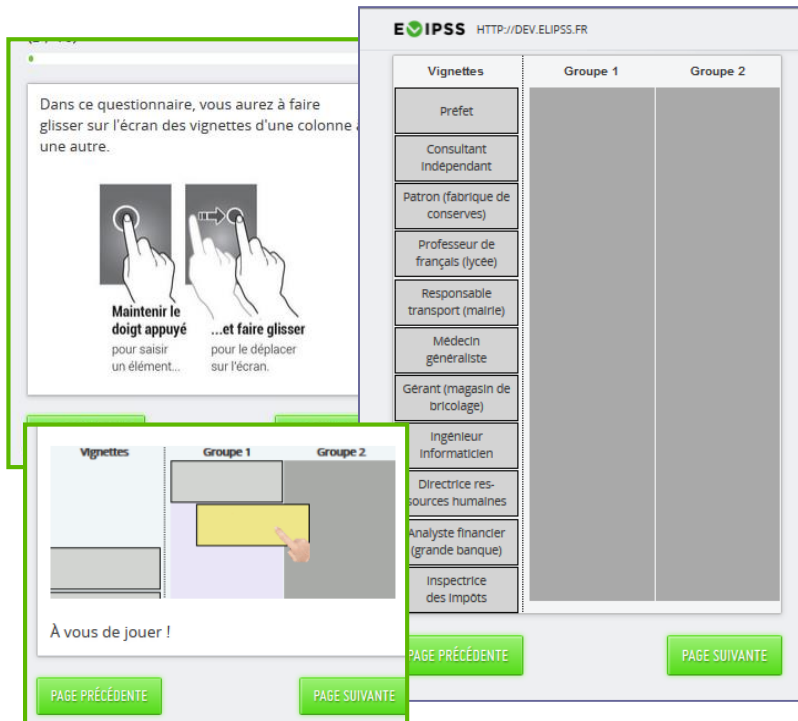 Dans ce questionnaire, vous aurez à faire
glisser sur l'écran des vignettes d'une colonne
une autre.
Maintenir le
doigt appuyé
pour saisir
un élément...
...et faire glisser
pour le déplacer
sur l'écran.
Vignettes
Groupe 1
Groupe 2
À vous de jouer !
PAGE PRÉCÉDENTE
PAGE SUIVANTE
ELIPSS HTTP://DEV.ELIPSS.FR
Vignettes
Groupe 1
Groupe 2
Préfet
Consultant
Indépendant
Patron (fabrique de
conserves)
Professeur de
français (lycée)
Responsable
transport (mairie)
Médecin
généraliste
Gérant (magasin de
bricolage)
Ingénieur
Informaticien
Directrice res-
sources humaines
Analyste financier
(grande banque)
Inspectrice
des Impôts
PAGE PRÉCÉDENTE
PAGE SUIVANTE